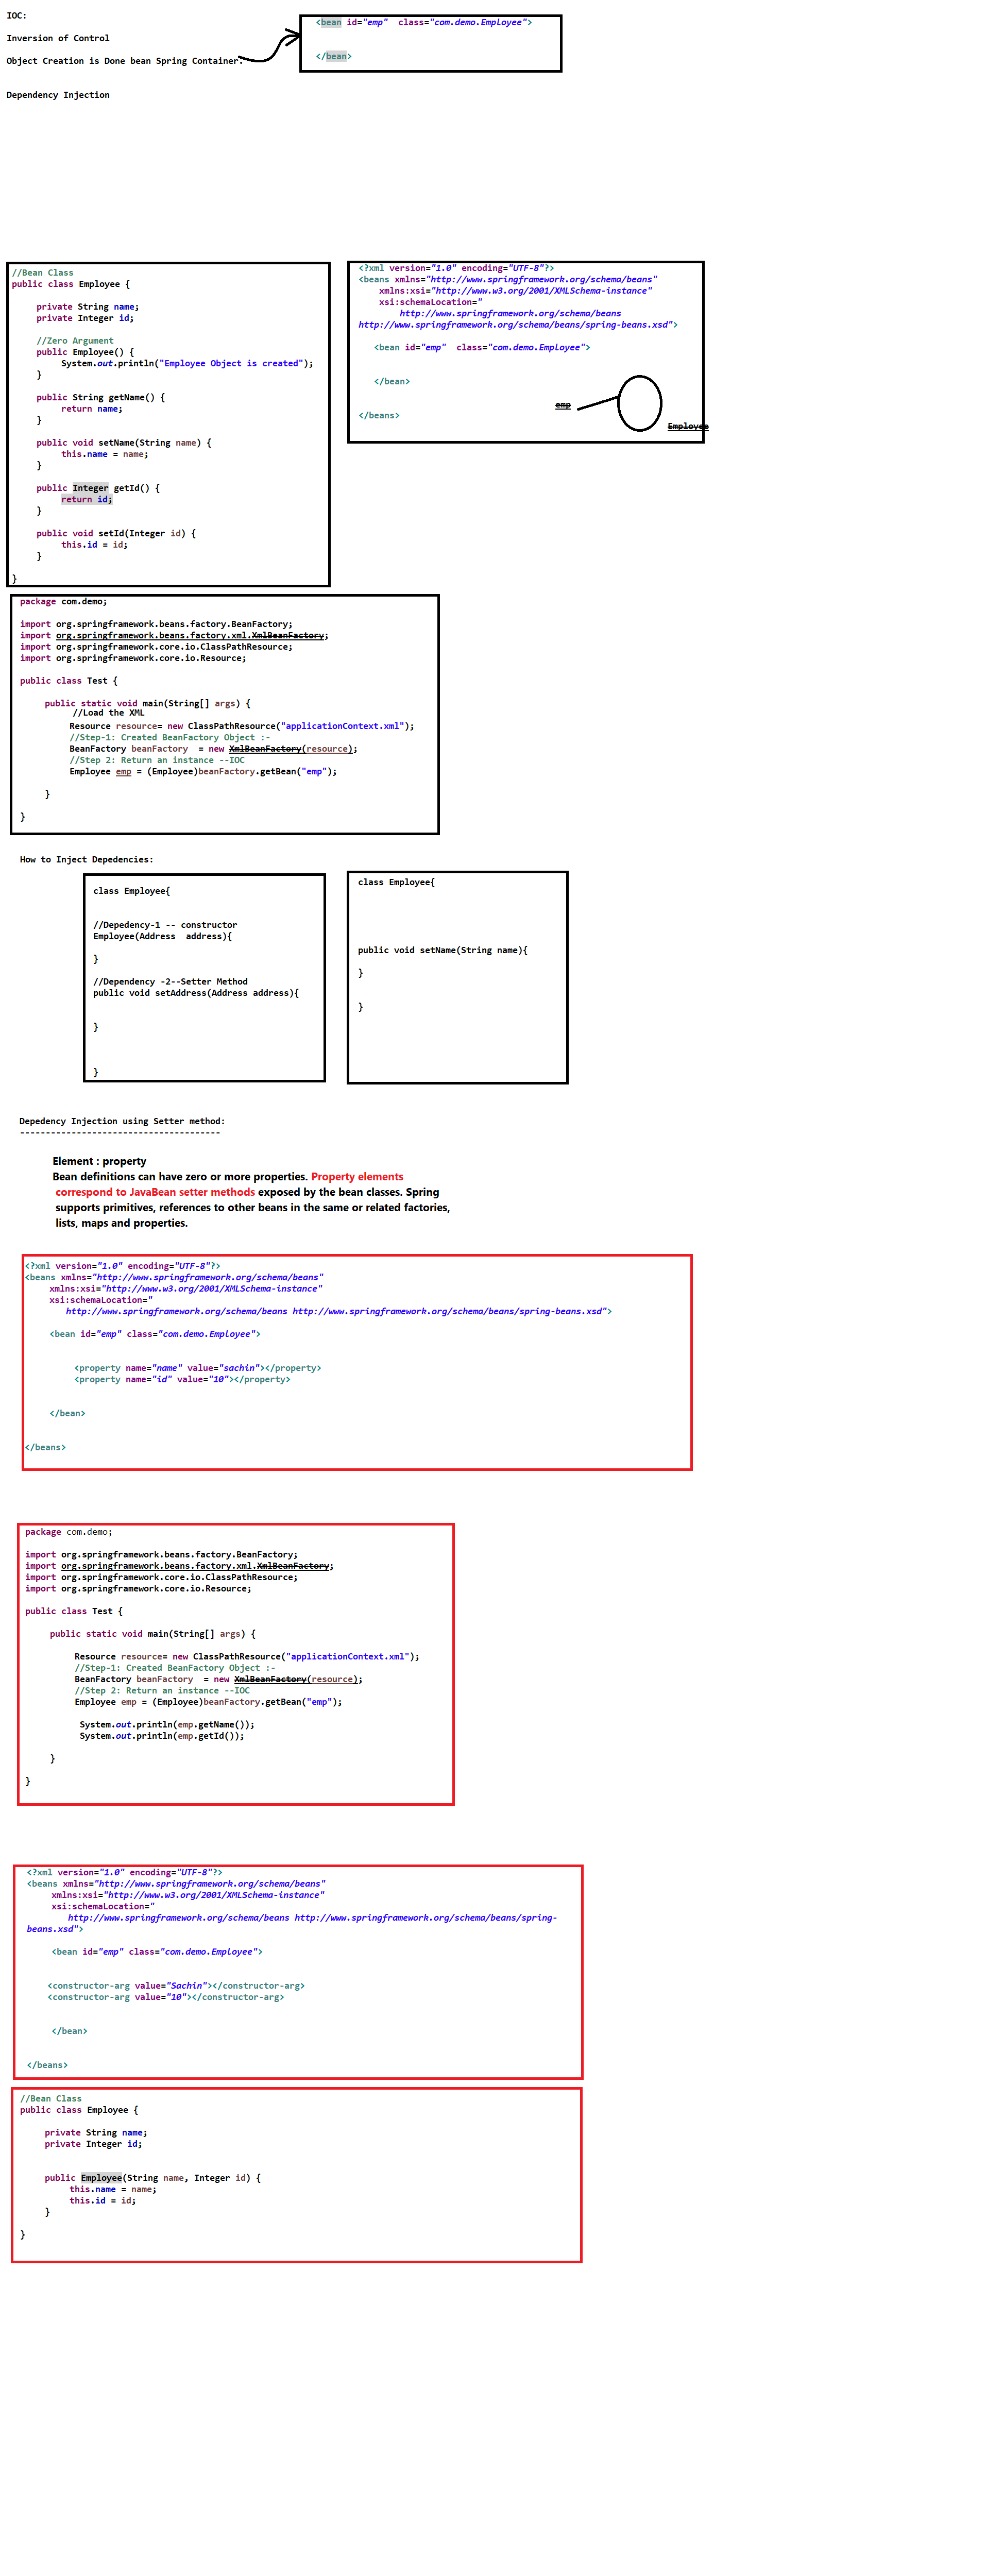 IOC:
Inversion of Control
Object Creation is Done bean Spring Container.
<bean id="emp"  class="com.demo.Employee">
</bean>
Dependency Injection
//Bean Class
public class Employee {
private String name;
private Integer id;
//Zero Argument
public Employee() {
System.out.println("Employee Object is created");
}
public String getName() {
return name;
}
public void setName(String name) {
this.name = name;
}
public Integer getId() {
return id;
}
public void setId(Integer id) {
this.id = id;
}
}
<?xml version="1.0" encoding="UTF-8"?>
<beans xmlns="http://www.springframework.org/schema/beans"
xmlns:xsi="http://www.w3.org/2001/XMLSchema-instance"
xsi:schemaLocation="
http://www.springframework.org/schema/beans
http://www.springframework.org/schema/beans/spring-beans.xsd">
<bean id="emp"  class="com.demo.Employee">
</bean>
emp
</beans>
Employee
package com.demo;
import org.springframework.beans.factory.BeanFactory;
import org.springframework.beans.factory.xml.XmlBeanFactory;
import org.springframework.core.io.ClassPathResource;
import org.springframework.core.io.Resource;
public class Test {
public static void main(String[] args) {
//Load the XML
Resource resource= new ClassPathResource("applicationContext.xml");
//Step-1: Created BeanFactory Object :-
BeanFactory beanFactory  = new XmlBeanFactory(resource);
//Step 2: Return an instance --IOC
Employee emp = (Employee)beanFactory.getBean("emp");
}
}
How to Inject Depedencies:
class Employee{
//Depedency-1 -- constructor
Employee(Address  address){
}
//Dependency -2--Setter Method
public void setAddress(Address address){
}
}
class Employee{
public void setName(String name){
}
}
Depedency Injection using Setter method:
---------------------------------------
Element : property
Bean definitions can have zero or more properties. Property elements
correspond to JavaBean setter methods exposed by the bean classes. Spring
supports primitives, references to other beans in the same or related factories,
lists, maps and properties.
<?xml version="1.0" encoding="UTF-8"?>
<beans xmlns="http://www.springframework.org/schema/beans"
xmlns:xsi="http://www.w3.org/2001/XMLSchema-instance"
xsi:schemaLocation="
http://www.springframework.org/schema/beans http://www.springframework.org/schema/beans/spring-beans.xsd">
<bean id="emp" class="com.demo.Employee">
<property name="name" value="sachin"></property>
<property name="id" value="10"></property>
</bean>
</beans>
package com.demo;
import org.springframework.beans.factory.BeanFactory;
import org.springframework.beans.factory.xml.XmlBeanFactory;
import org.springframework.core.io.ClassPathResource;
import org.springframework.core.io.Resource;
public class Test {
public static void main(String[] args) {
Resource resource= new ClassPathResource("applicationContext.xml");
//Step-1: Created BeanFactory Object :-
BeanFactory beanFactory  = new XmlBeanFactory(resource);
//Step 2: Return an instance --IOC
Employee emp = (Employee)beanFactory.getBean("emp");
System.out.println(emp.getName());
System.out.println(emp.getId());
}
}
<?xml version="1.0" encoding="UTF-8"?>
<beans xmlns="http://www.springframework.org/schema/beans"
xmlns:xsi="http://www.w3.org/2001/XMLSchema-instance"
xsi:schemaLocation="
http://www.springframework.org/schema/beans http://www.springframework.org/schema/beans/spring-
beans.xsd">
<bean id="emp" class="com.demo.Employee">
<constructor-arg value="Sachin"></constructor-arg>
<constructor-arg value="10"></constructor-arg>
</bean>
</beans>
//Bean Class
public class Employee {
private String name;
private Integer id;
public Employee(String name, Integer id) {
this.name = name;
this.id = id;
}
}